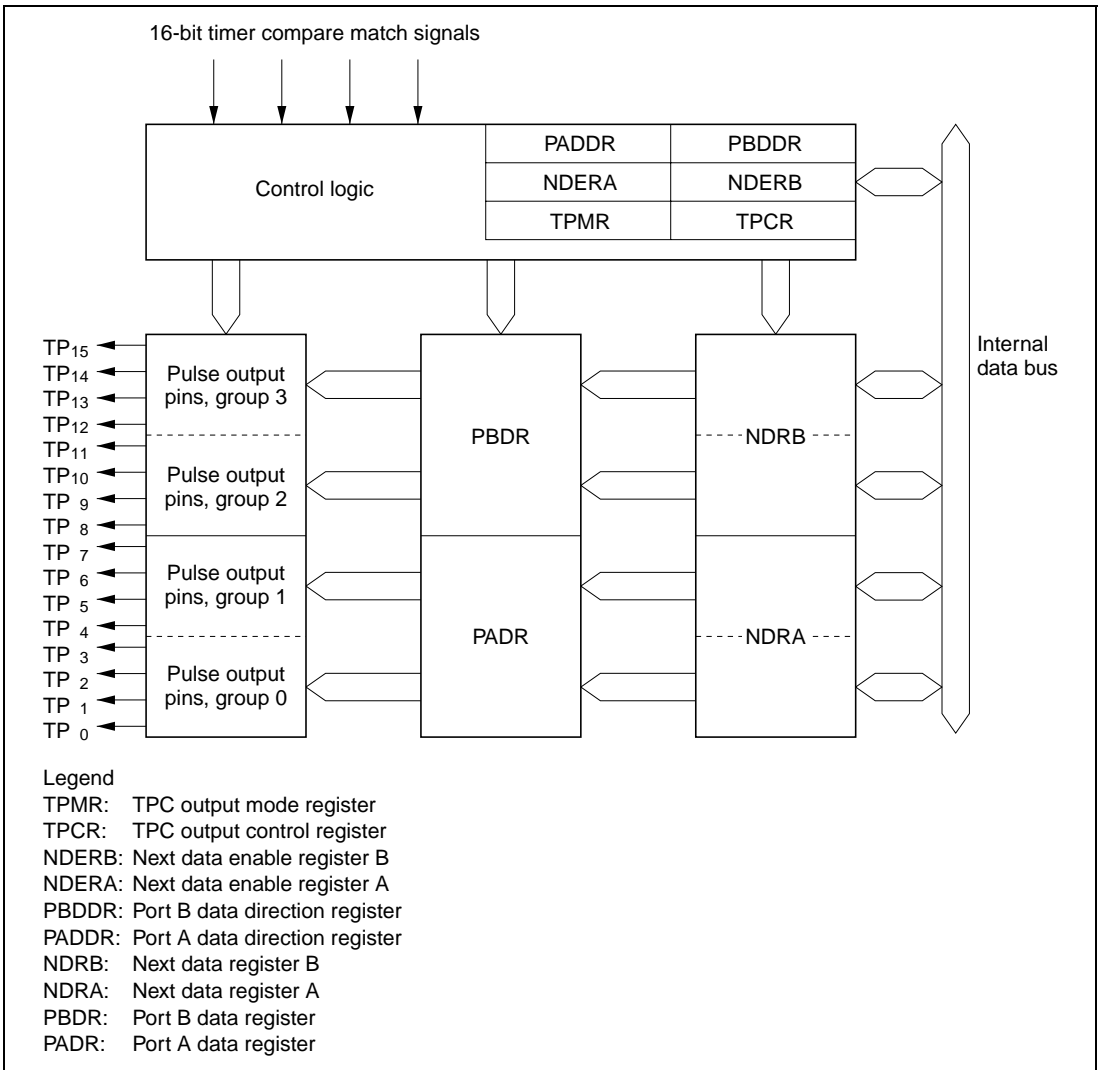 16-bit timer compare match signals
Control logic
PADDR
PBDDR
NDERA
NDERB
TPMR
TPCR
Internal
data bus
TP15
TP14
TP13
TP12
TP11
TP10
TP 9
TP 8
TP 7
TP 6
TP 5
TP 4
TP 3
TP 2
TP 1
TP 0
Pulse output
pins, group 3
Pulse output
pins, group 2
Pulse output
pins, group 1
Pulse output
pins, group 0
PBDR
PADR
NDRB
NDRA
Legend
TPMR: TPC output mode register
TPCR: TPC output control register
NDERB: Next data enable register B
NDERA: Next data enable register A
PBDDR: Port B data direction register
PADDR: Port A data direction register
NDRB: Next data register B
NDRA: Next data register A
PBDR: Port B data register
PADR: Port A data register